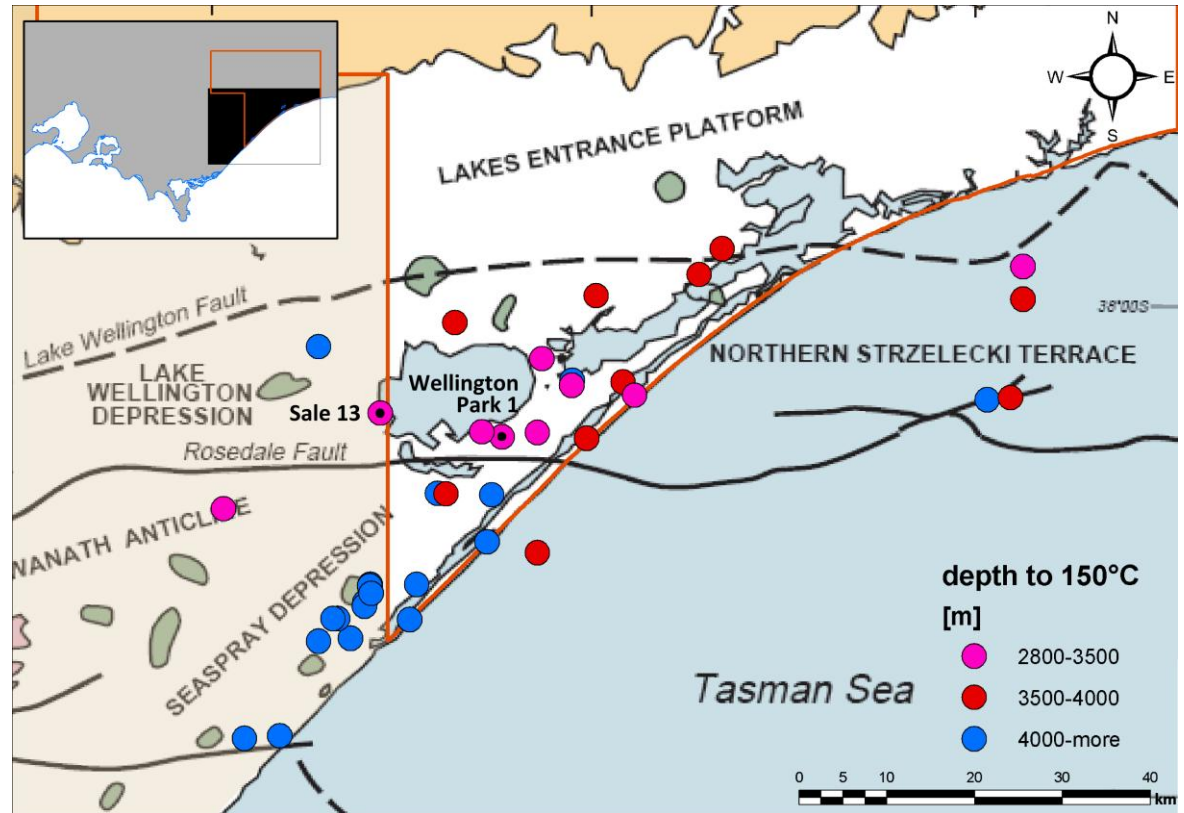 N
W
E
S
LAKES ENTRANCE PLATFORM
Lake Wellington Fault
38°00S
NORTHERN STRZELECKI TERRACE
LAKE
WELLINGTON
DEPRESSION
Wellington
Park 1
Sale 13
Rosedale Fault
WANATH ANTICLINE
SEASPRAY DEPRESSION
depth to 150°C
[m]
2800-3500
3500-4000
4000-more
Tasman Sea
0 5 10 20 30 40
km